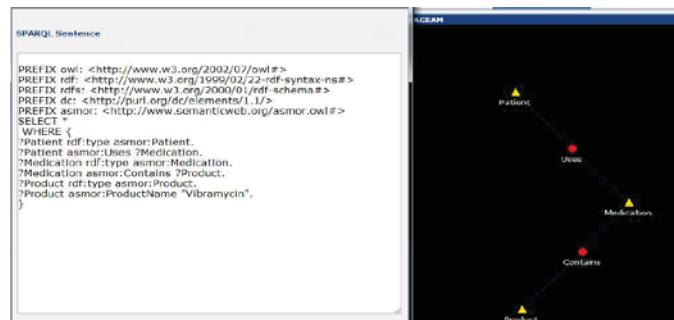 SPARQL Sentence
PREFIX owl: <http://www.w3.org/2002/07/owl#>
PREFIX rdf: <http://www.w3.org/1999/02/22-rdf-syntax-ns#>
PREFIX rdfs: <http://www.w3.org/2000/01/rdf-schema#>
PREFIX dc: <http://purl.org/dc/elements/1.1/>
PREFIX asmor: <http://www.semanticweb.org/asmor.owl#>
SELECT *
WHERE {
?Patient rdf:type asmor:Patient.
?Patient asmor:Uses ?Medication.
?Medication rdf:type asmor:Medication.
?Medication asmor:Contains ?Product.
?Product rdf:type asmor:Product.
?Product asmor:ProductName "Vibramycin".
}
AGRAM
Patient
Uses
Medication
Contains
Product